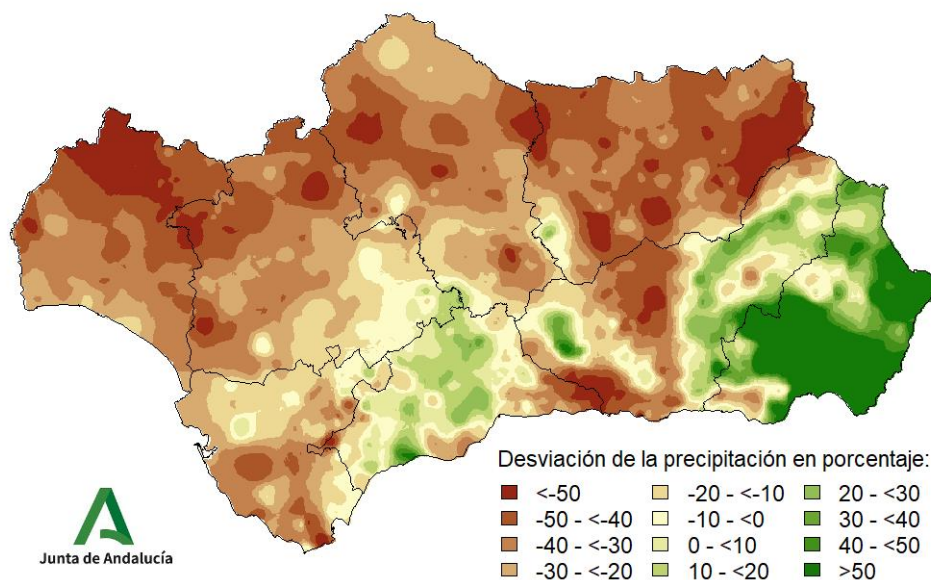 Desviación de la precipitación en porcentaje:
<-50 -20 - <-10 20 - <30
-50 - <-40 -10 - <0 30 - <40
-40 - <-30 0 - <10 40 - <50
-30 - <-20 10 - <20 >50
Junta de Andalucía